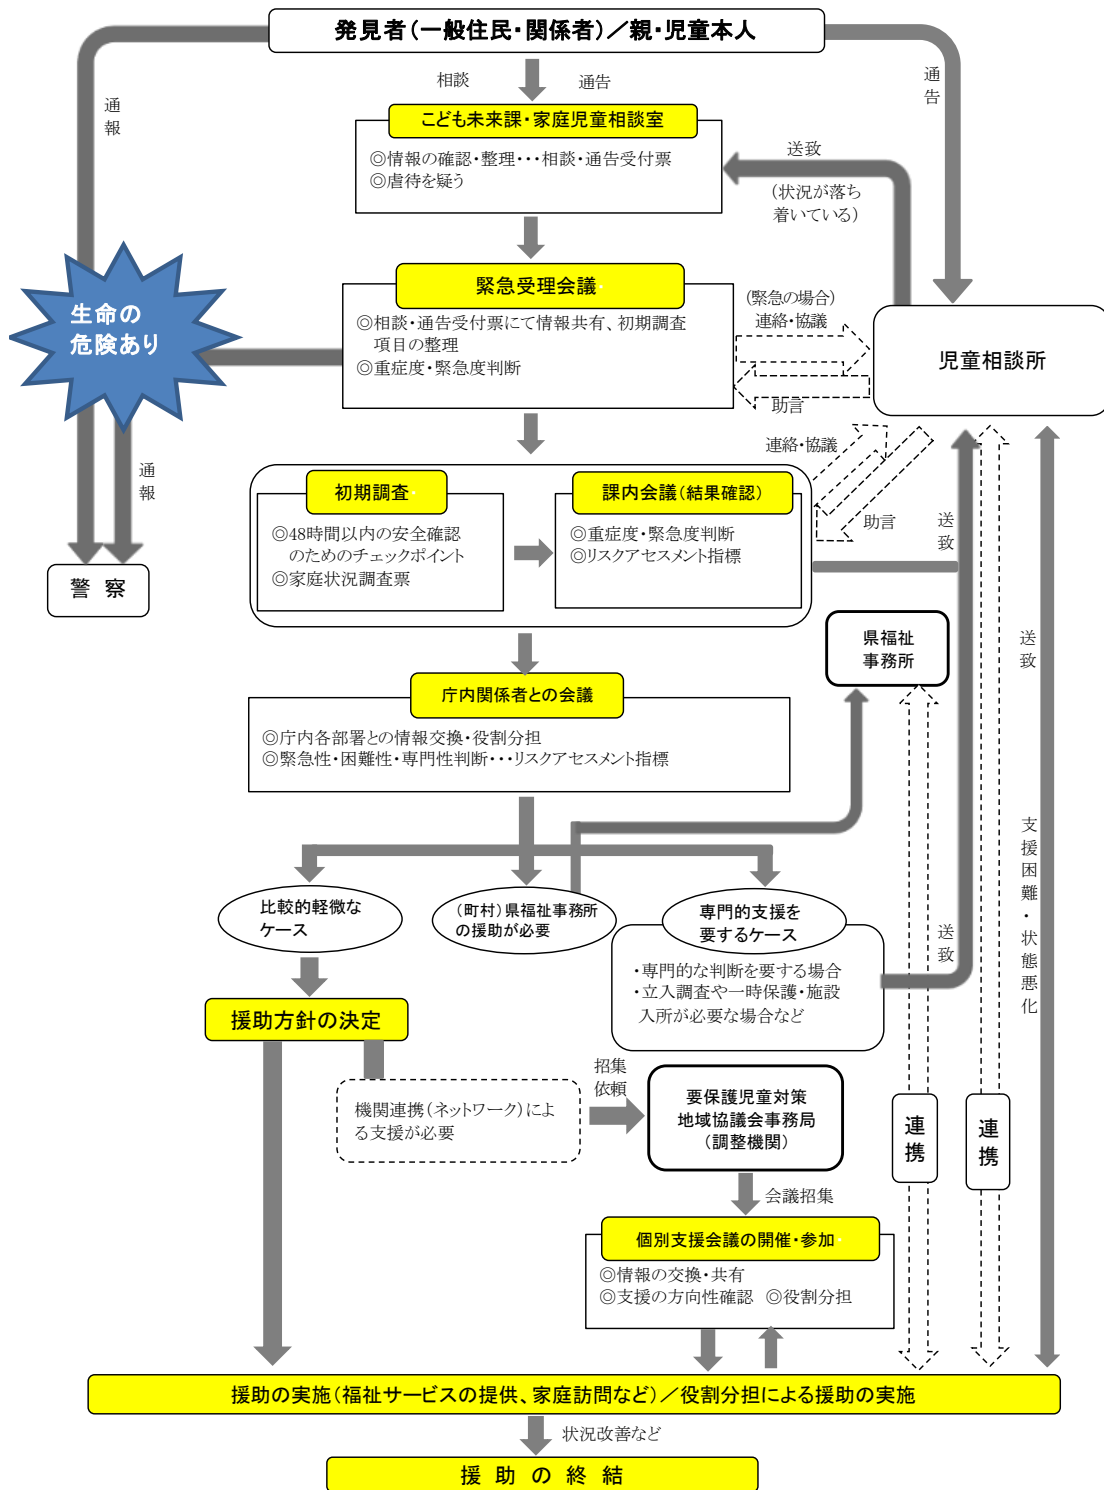 発見者（一般住民・関係者）／親・児童本人
相談
通告
通報
通告
こども未来課・家庭児童相談室
◎情報の確認・整理・・・相談・通告受付票
◎虐待を疑う
送致
（状況が落ち
着いている）
緊急受理会議
◎相談・通告受付票にて情報共有、初期調査
項目の整理
◎重症度・緊急度判断
生命の
危険あり
（緊急の場合）
連絡・協議
助言
児童相談所
連絡・協議
助言
通報
警 察
初期調査
◎48時間以内の安全確認
のためのチェックポイント
◎家庭状況調査票
課内会議（結果確認）
◎重症度・緊急度判断
◎リスクアセスメント指標
送致
県福祉
事務所
送致
庁内関係者との会議
◎庁内各部署との情報交換・役割分担
◎緊急性・困難性・専門性判断・・・リスクアセスメント指標
支援困難・状態悪化
比較的軽微な
ケース
（町村）県福祉事務所
の援助が必要
専門的支援を
要するケース
・専門的な判断を要する場合
・立入調査や一時保護・施設
入所が必要な場合など
送致
援助方針の決定
機関連携（ネットワーク）によ
る支援が必要
招集
依頼
要保護児童対策
地域協議会事務局
（調整機関）
連携
連携
会議招集
個別支援会議の開催・参加
◎情報の交換・共有
◎支援の方向性確認 ◎役割分担
援助の実施（福祉サービスの提供、家庭訪問など）／役割分担による援助の実施
状況改善など
援 助 の 終 結